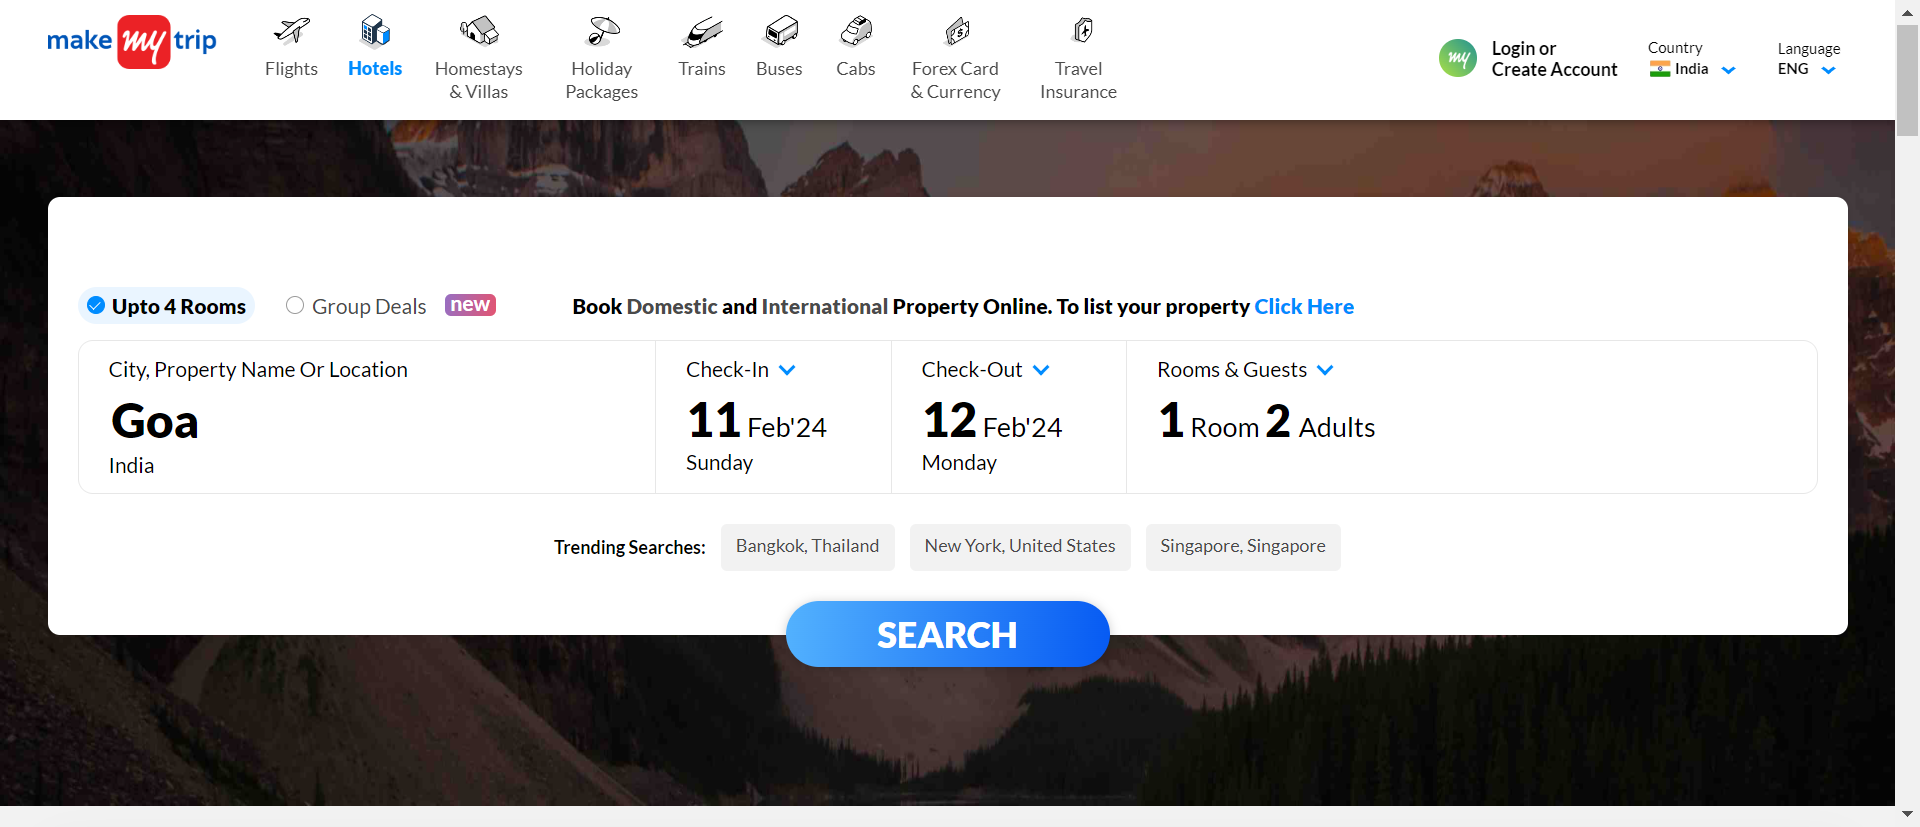 make my trip
Flights
Hotels
Homestays
& Villas
Holiday
Packages
Trains
Buses
Cabs
Forex Card
& Currency
Travel
Insurance
my
Login or
Create Account
Country
India
Language
ENG
Upto 4 Rooms
Group Deals new
Book Domestic and International Property Online. To list your property Click Here
City, Property Name Or Location
Goa
India
Check-In
11 Feb'24
Sunday
Check-Out
12 Feb'24
Monday
Rooms & Guests
1 Room 2 Adults
Trending Searches: Bangkok, Thailand New York, United States Singapore, Singapore
SEARCH